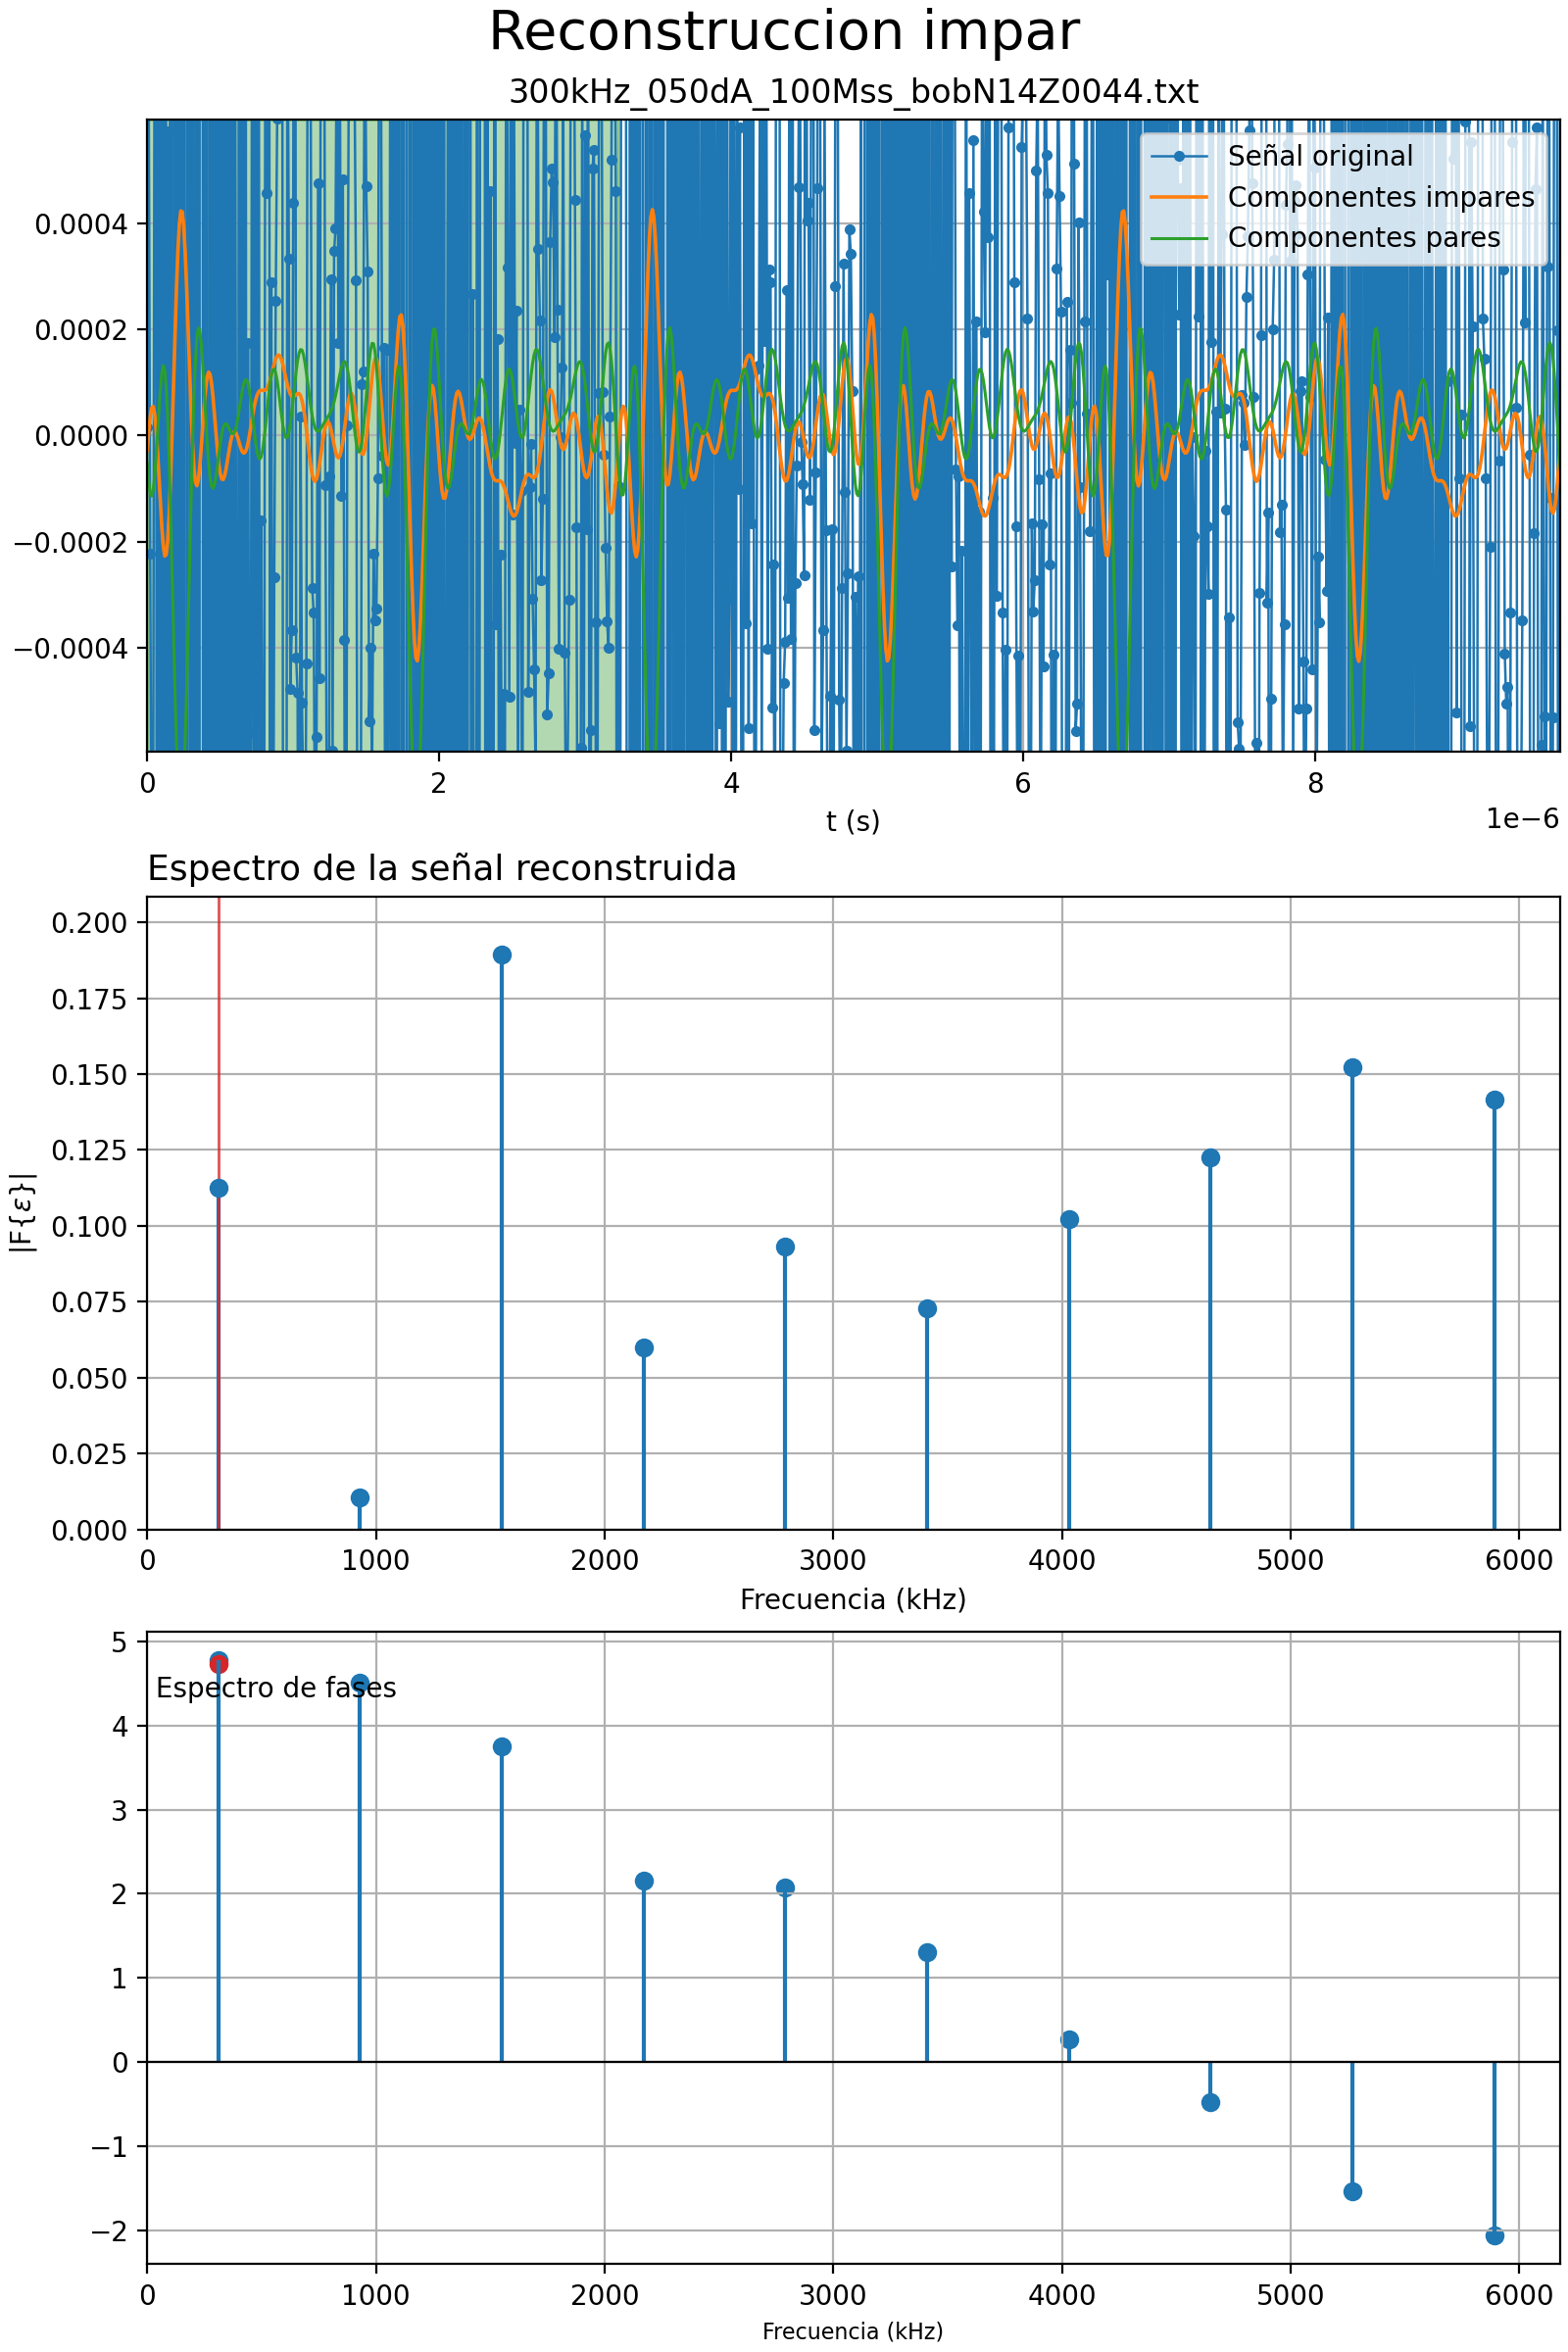 Reconstruccion impar
300kHz_050dA_100Mss_bobN14Z0044.txt
Señal original
Componentes impares
Componentes pares
0.0004
0.0002
0.0000
−0.0002
−0.0004
0 2 4 6 8
t (s)
1e−6
Espectro de la señal reconstruida
0.200
0.175
0.150
0.125
0.100
0.075
0.050
0.025
0.000
|F{ε}|
0 1000 2000 3000 4000 5000 6000
Frecuencia (kHz)
Espectro de fases
5
4
3
2
1
0
−1
−2
0 1000 2000 3000 4000 5000 6000
Frecuencia (kHz)